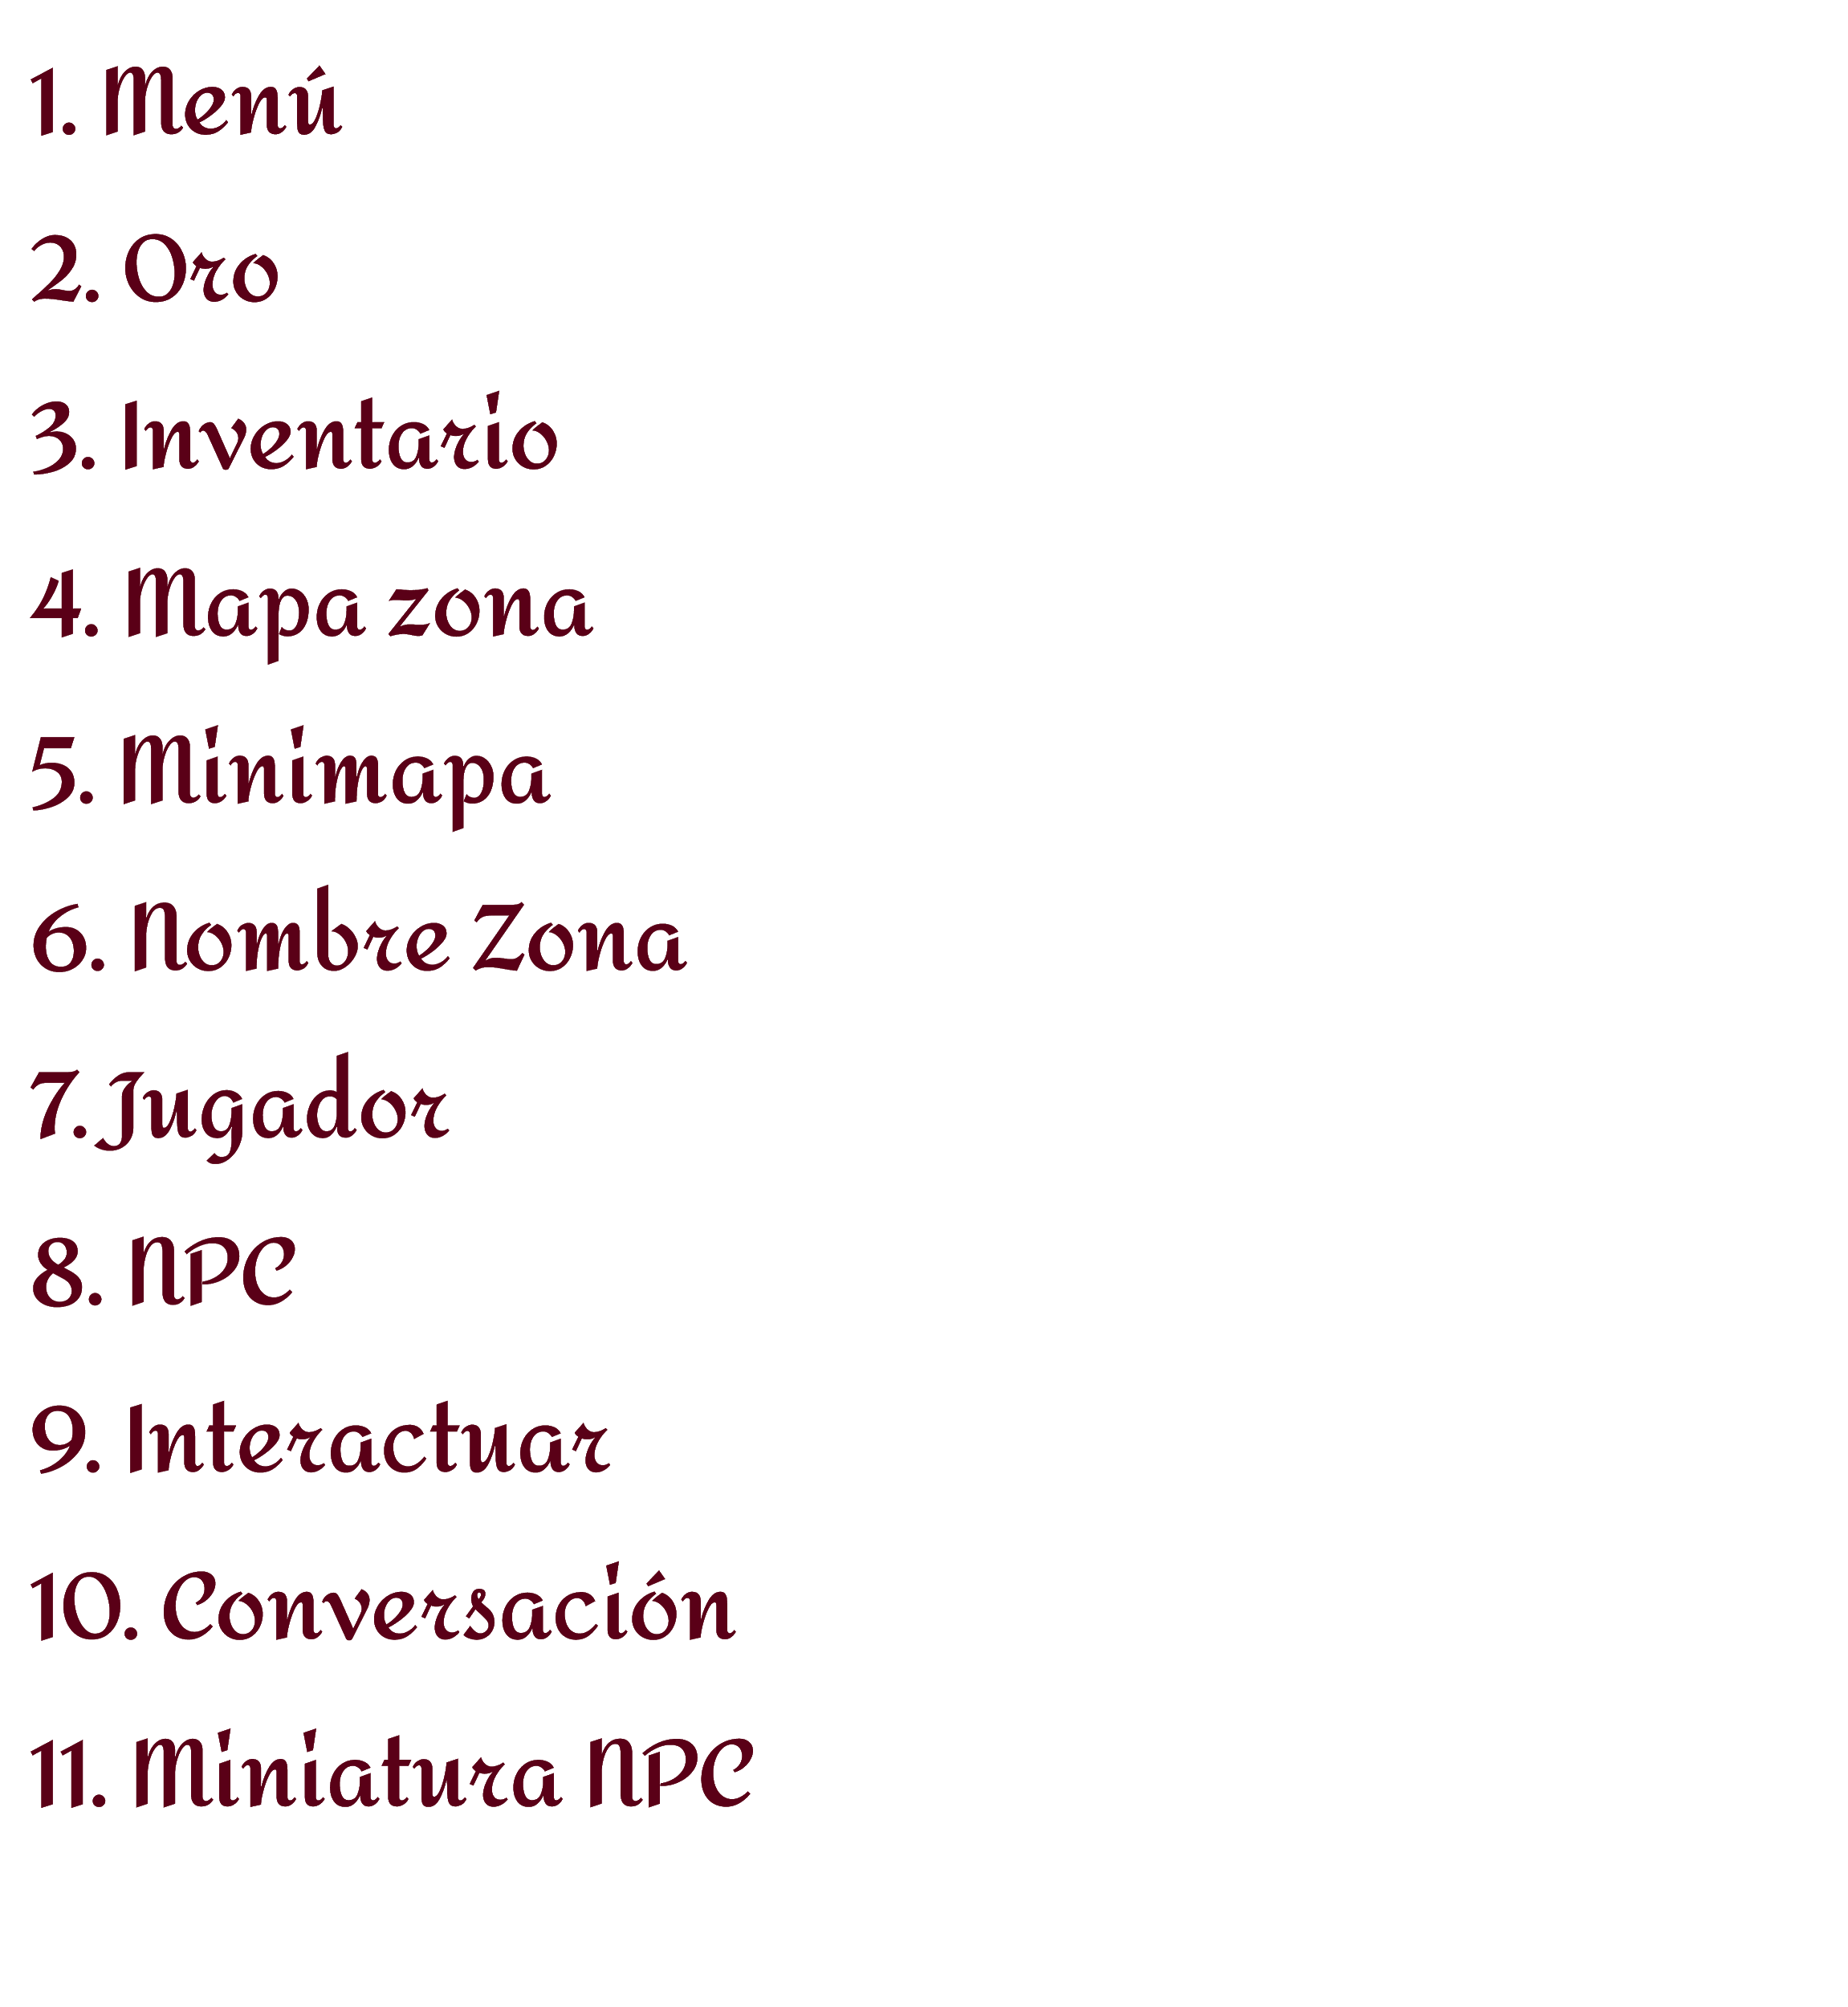 1. Menú
2. Oro
3. Inventario
4. Mapa zona
5. Minimapa
6. Nombre Zona
7. Jugador
8. NPC
9. Interactuar
10. Conversación
11. Miniatura NPC